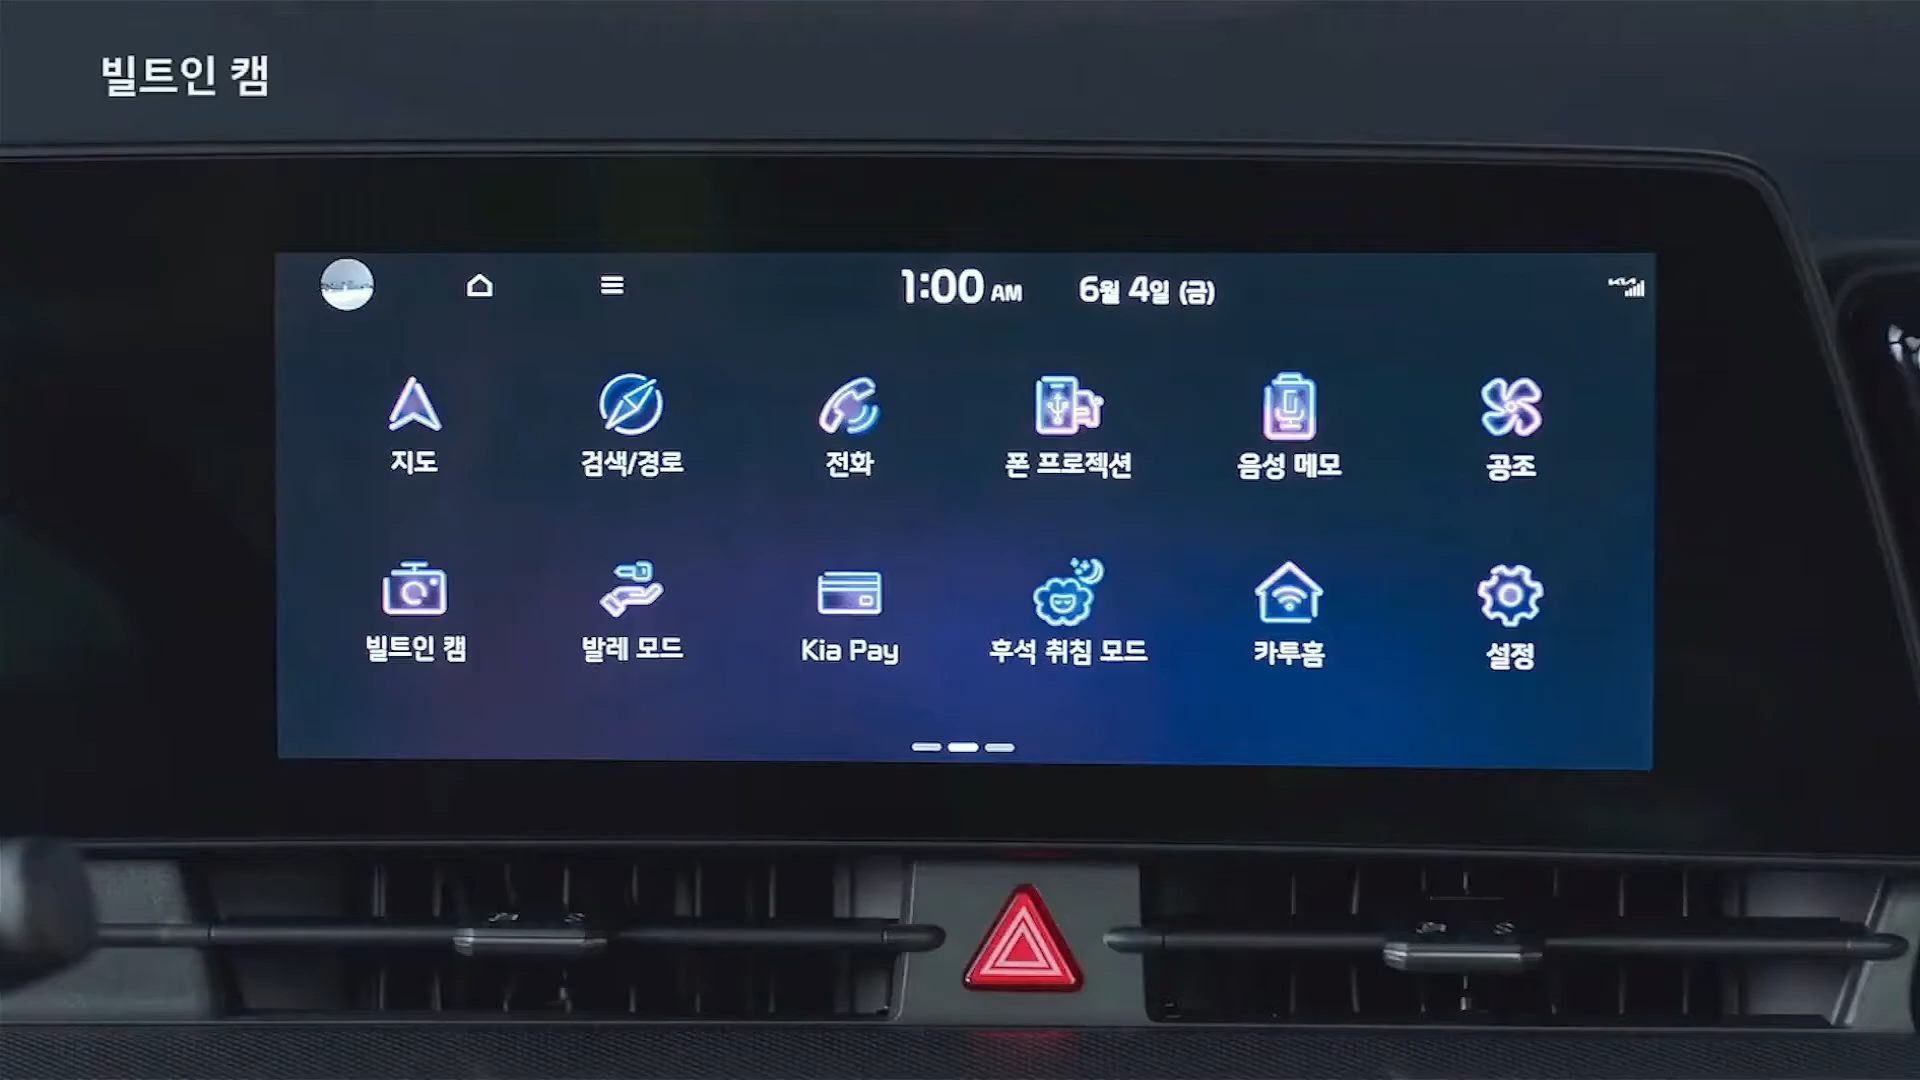 빌트인 캠
1:00 AM 6월 4일 (금)
지도 검색/경로 전화 폰 프로젝션 음성 메모 공조
빌트인 캠 발레 모드 Kia Pay 후석 취침 모드 카투홈 설정